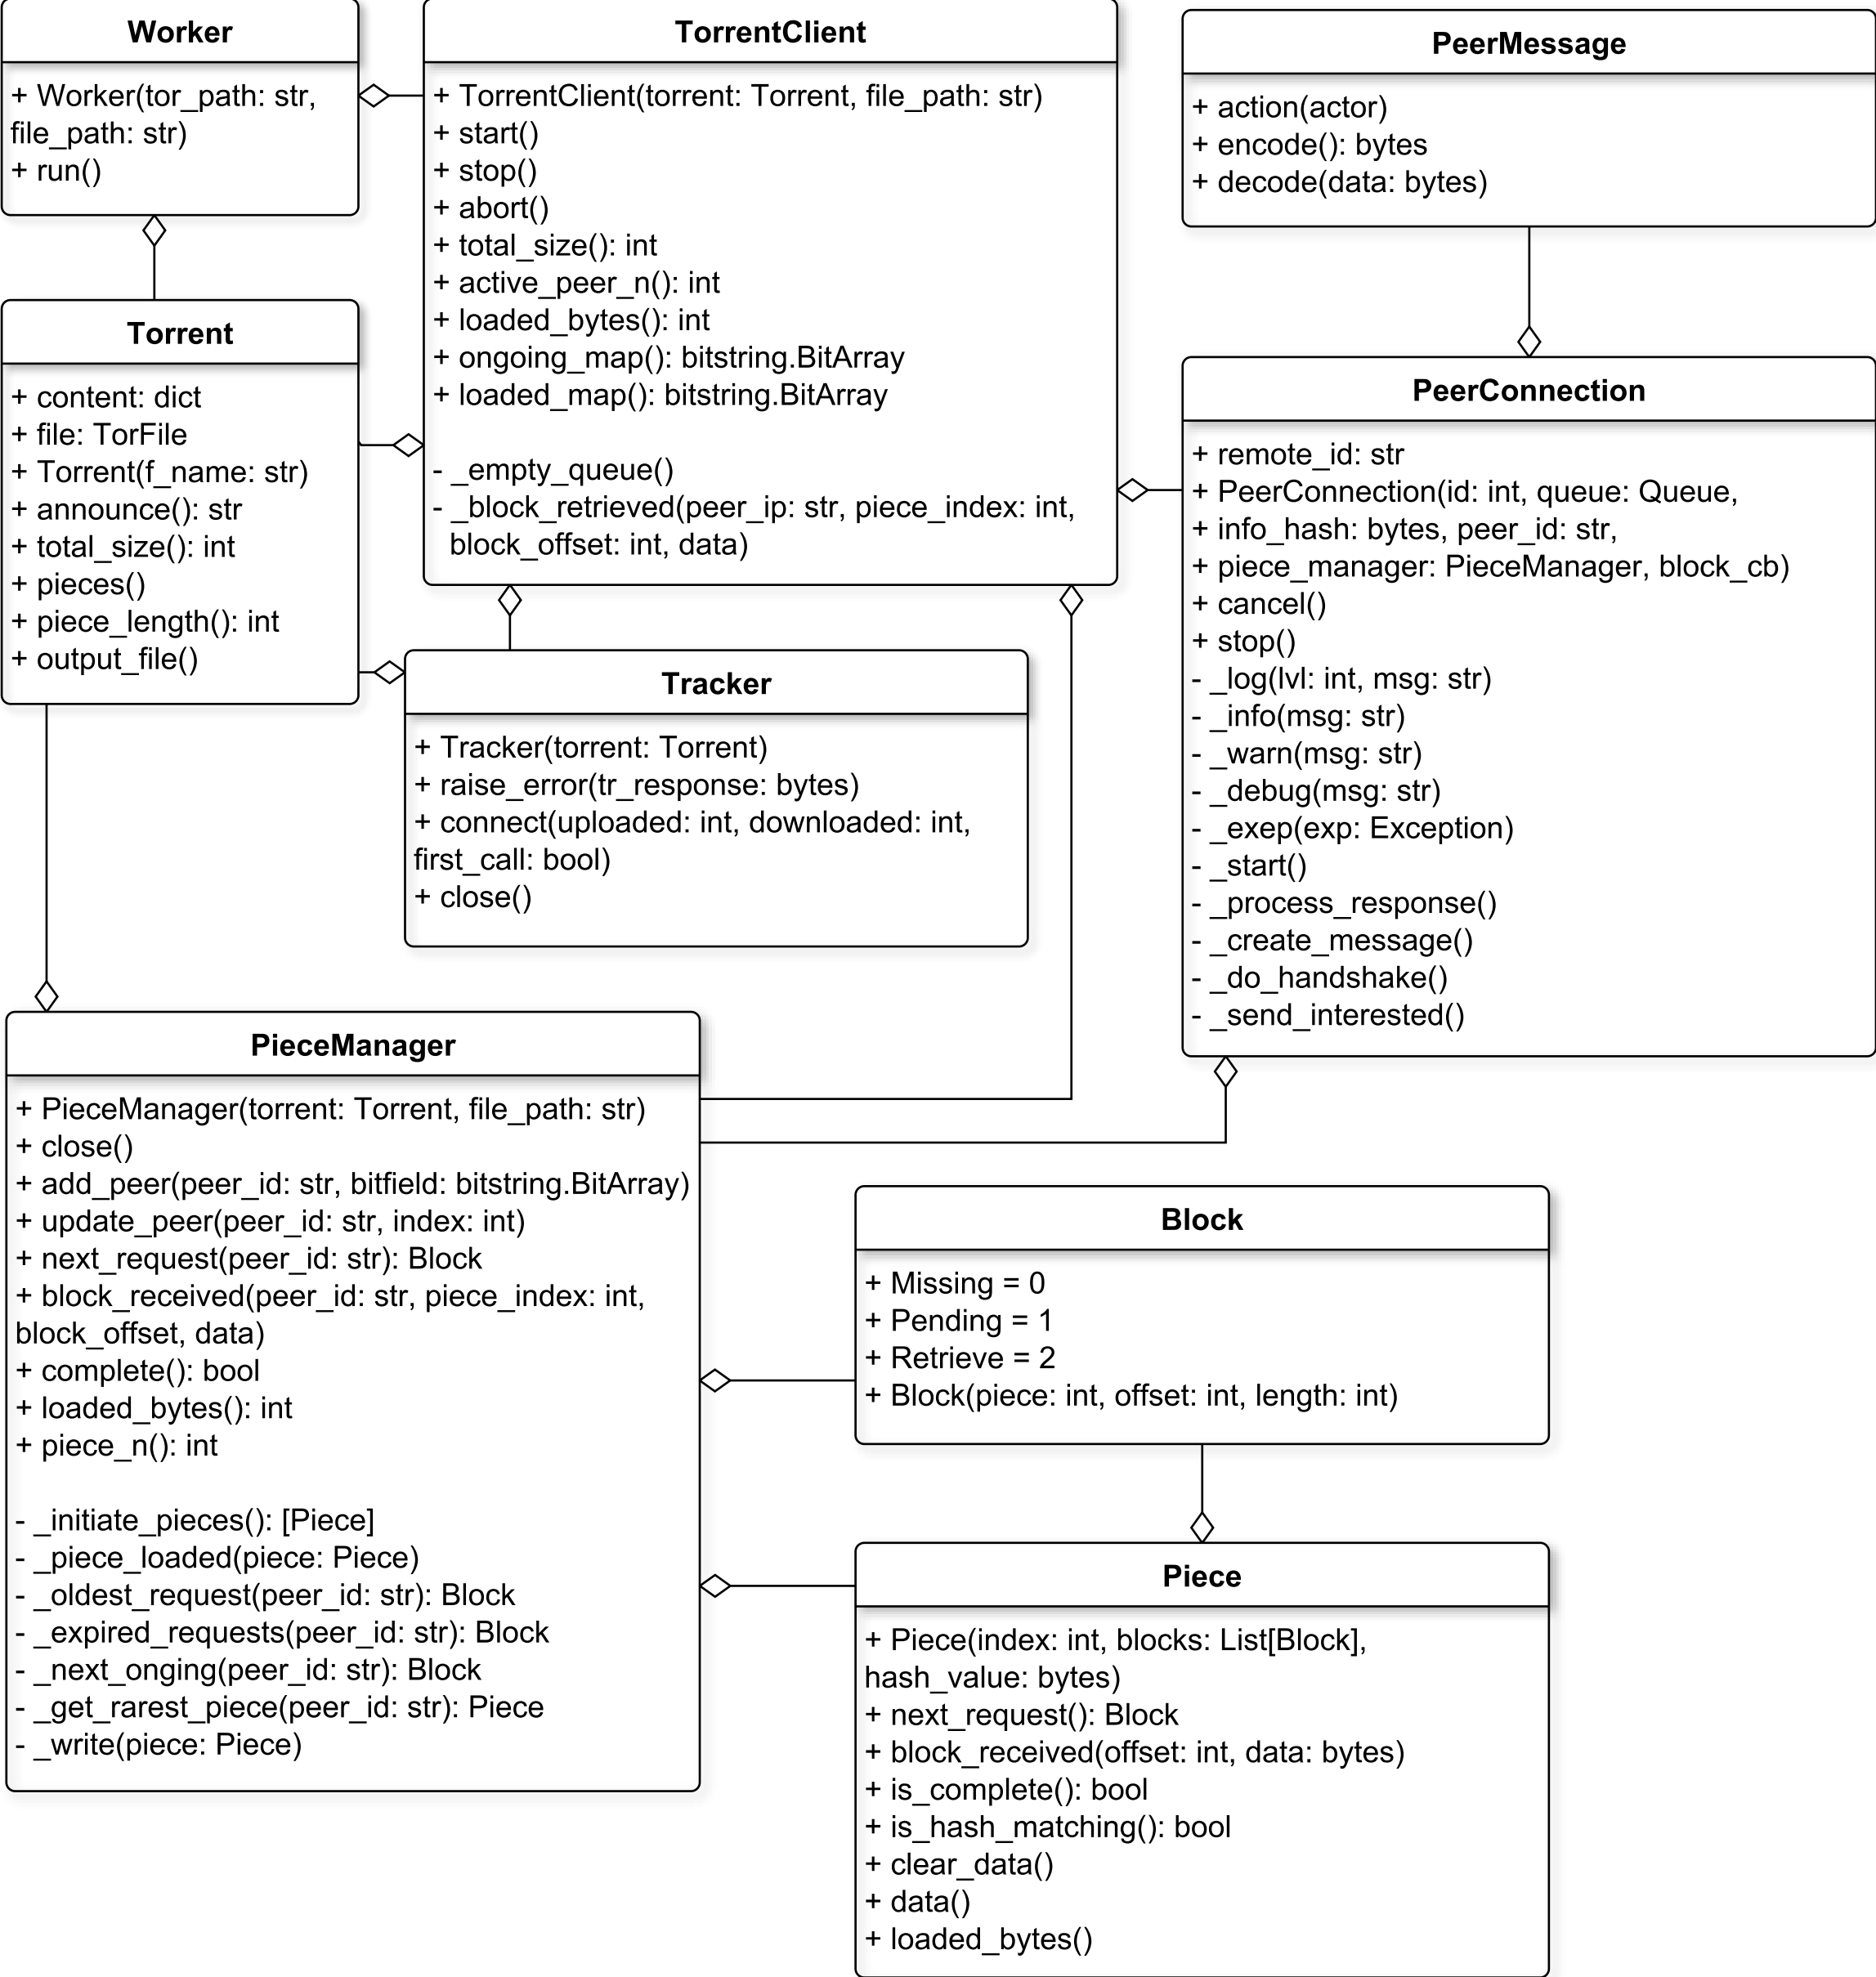 Worker
+ Worker(tor_path: str,
file_path: str)
+ run()
TorrentClient
+ TorrentClient(torrent: Torrent, file_path: str)
+ start()
+ stop()
+ abort()
+ total_size(): int
+ active_peer_n(): int
+ loaded_bytes(): int
+ ongoing_map(): bitstring.BitArray
+ loaded_map(): bitstring.BitArray
- _empty_queue()
- _block_retrieved(peer_ip: str, piece_index: int,
block_offset: int, data)
PeerMessage
+ action(actor)
+ encode(): bytes
+ decode(data: bytes)
Torrent
+ content: dict
+ file: TorFile
+ Torrent(f_name: str)
+ announce(): str
+ total_size(): int
+ pieces()
+ piece_length(): int
+ output_file()
PeerConnection
+ remote_id: str
+ PeerConnection(id: int, queue: Queue,
+ info_hash: bytes, peer_id: str,
+ piece_manager: PieceManager, block_cb)
+ cancel()
+ stop()
- _log(lvl: int, msg: str)
- _info(msg: str)
- _warn(msg: str)
- _debug(msg: str)
- _exep(exp: Exception)
- _start()
- _process_response()
- _create_message()
- _do_handshake()
- _send_interested()
Tracker
+ Tracker(torrent: Torrent)
+ raise_error(tr_response: bytes)
+ connect(uploaded: int, downloaded: int,
first_call: bool)
+ close()
PieceManager
+ PieceManager(torrent: Torrent, file_path: str)
+ close()
+ add_peer(peer_id: str, bitfield: bitstring.BitArray)
+ update_peer(peer_id: str, index: int)
+ next_request(peer_id: str): Block
+ block_received(peer_id: str, piece_index: int,
block_offset, data)
+ complete(): bool
+ loaded_bytes(): int
+ piece_n(): int
- _initiate_pieces(): [Piece]
- _piece_loaded(piece: Piece)
- _oldest_request(peer_id: str): Block
- _expired_requests(peer_id: str): Block
- _next_onging(peer_id: str): Block
- _get_rarest_piece(peer_id: str): Piece
- _write(piece: Piece)
Block
+ Missing = 0
+ Pending = 1
+ Retrieve = 2
+ Block(piece: int, offset: int, length: int)
Piece
+ Piece(index: int, blocks: List[Block],
hash_value: bytes)
+ next_request(): Block
+ block_received(offset: int, data: bytes)
+ is_complete(): bool
+ is_hash_matching(): bool
+ clear_data()
+ data()
+ loaded_bytes()